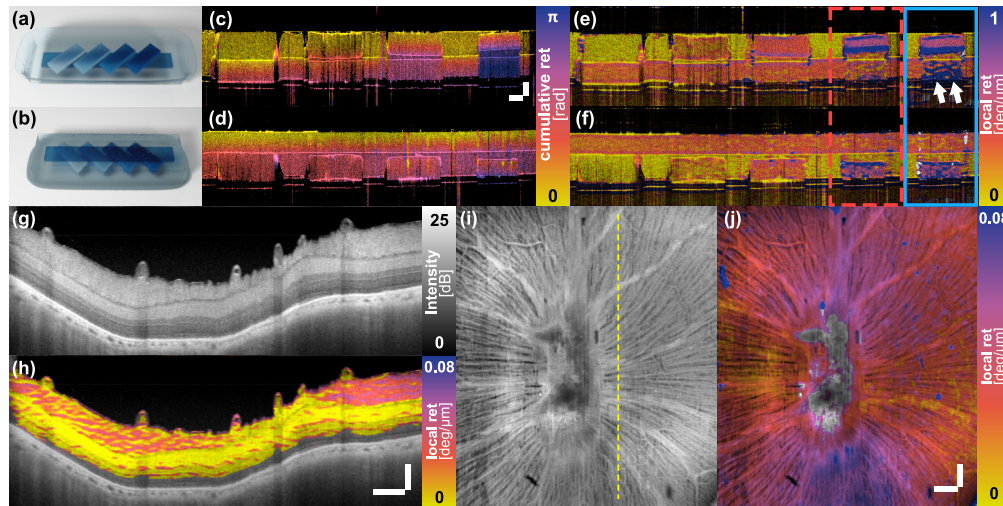 (a)
(c)
π
cumulative ret
[rad]
0
(e)
1
local ret
[deg/μm]
0
(b)
(d)
(f)
(g)
25
Intensity
[dB]
0
(h)
0.08
local ret
[deg/μm]
0
(i)
(j)
0.08
local ret
[deg/μm]
0